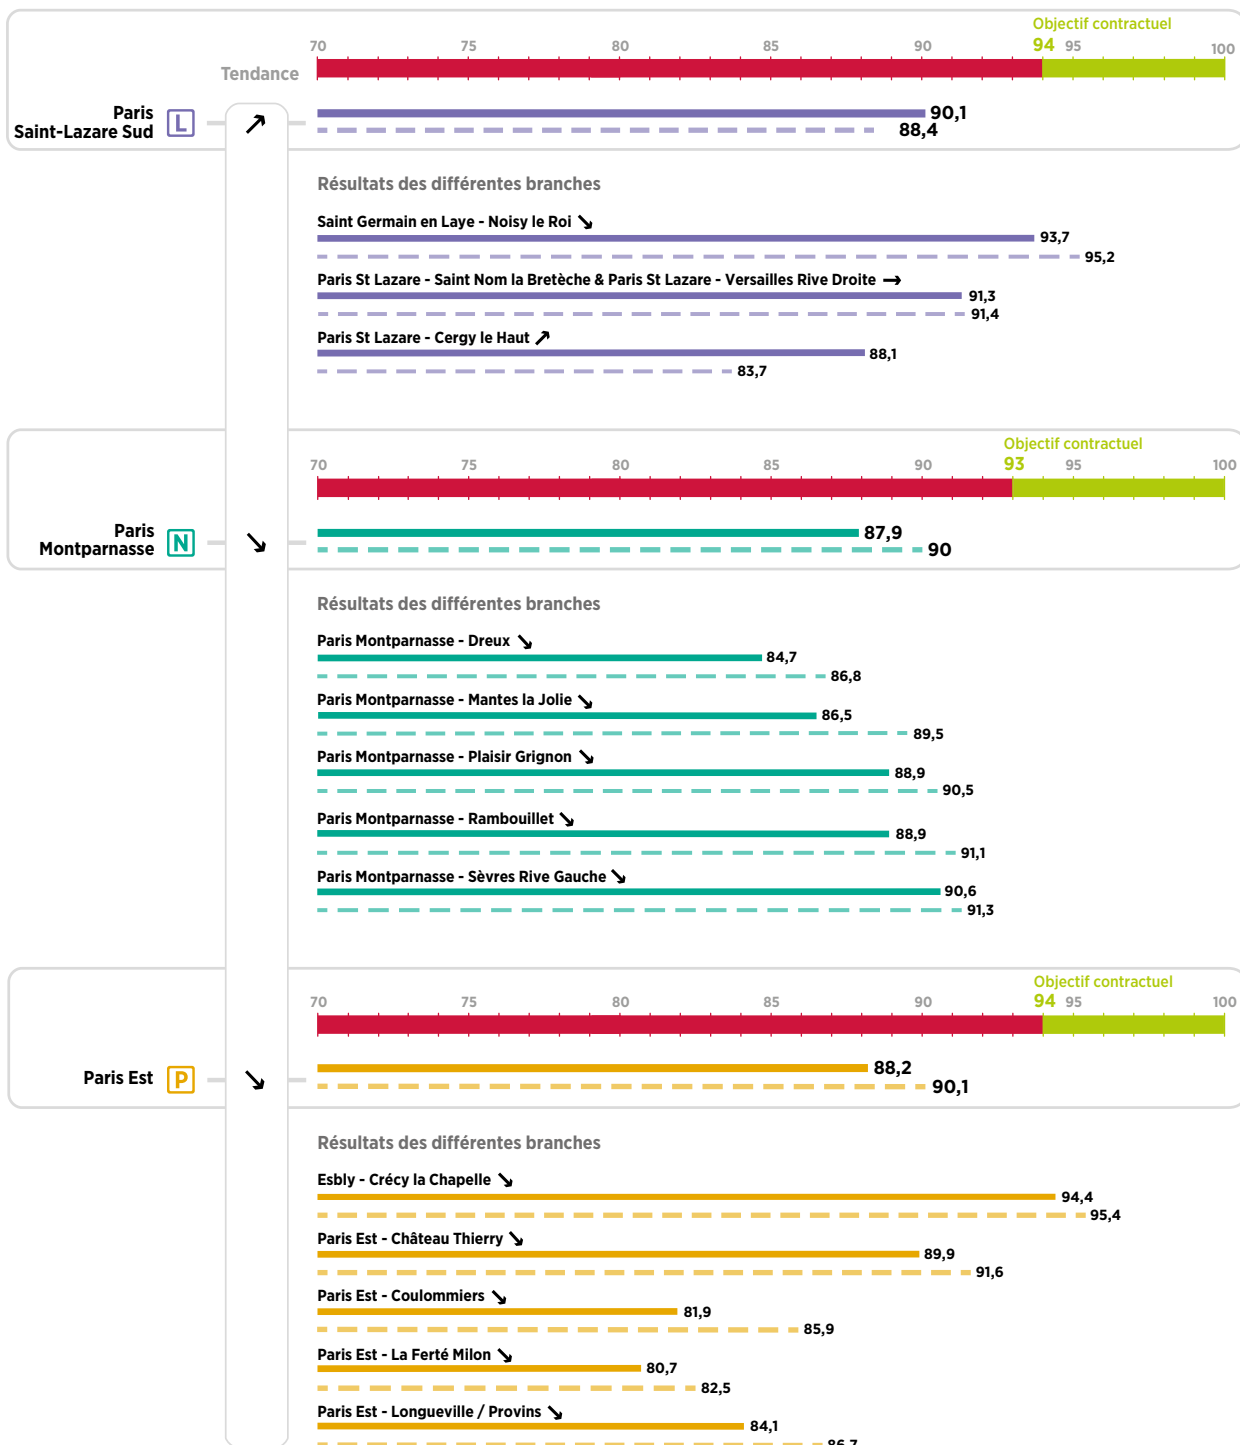 Objectif contractuel
70 75 80 85 90 94 95 100
Tendance
Paris
Saint-Lazare Sud L
90,1
88,4
Résultats des différentes branches
Saint Germain en Laye - Noisy le Roi ↘
93,7
95,2
Paris St Lazare - Saint Nom la Bretèche & Paris St Lazare - Versailles Rive Droite →
91,3
91,4
Paris St Lazare - Cergy le Haut ↗
88,1
83,7
Objectif contractuel
70 75 80 85 90 93 95 100
Paris
Montparnasse N
87,9
90
Résultats des différentes branches
Paris Montparnasse - Dreux ↘
84,7
86,8
Paris Montparnasse - Mantes la Jolie ↘
86,5
89,5
Paris Montparnasse - Plaisir Grignon ↘
88,9
90,5
Paris Montparnasse - Rambouillet ↘
88,9
91,1
Paris Montparnasse - Sèvres Rive Gauche ↘
90,6
91,3
Objectif contractuel
70 75 80 85 90 94 95 100
Paris Est P
88,2
90,1
Résultats des différentes branches
Esbly - Crécy la Chapelle ↘
94,4
95,4
Paris Est - Château Thierry ↘
89,9
91,6
Paris Est - Coulommiers ↘
81,9
85,9
Paris Est - La Ferté Milon ↘
80,7
82,5
Paris Est - Longueville / Provins ↘
84,1
86,7